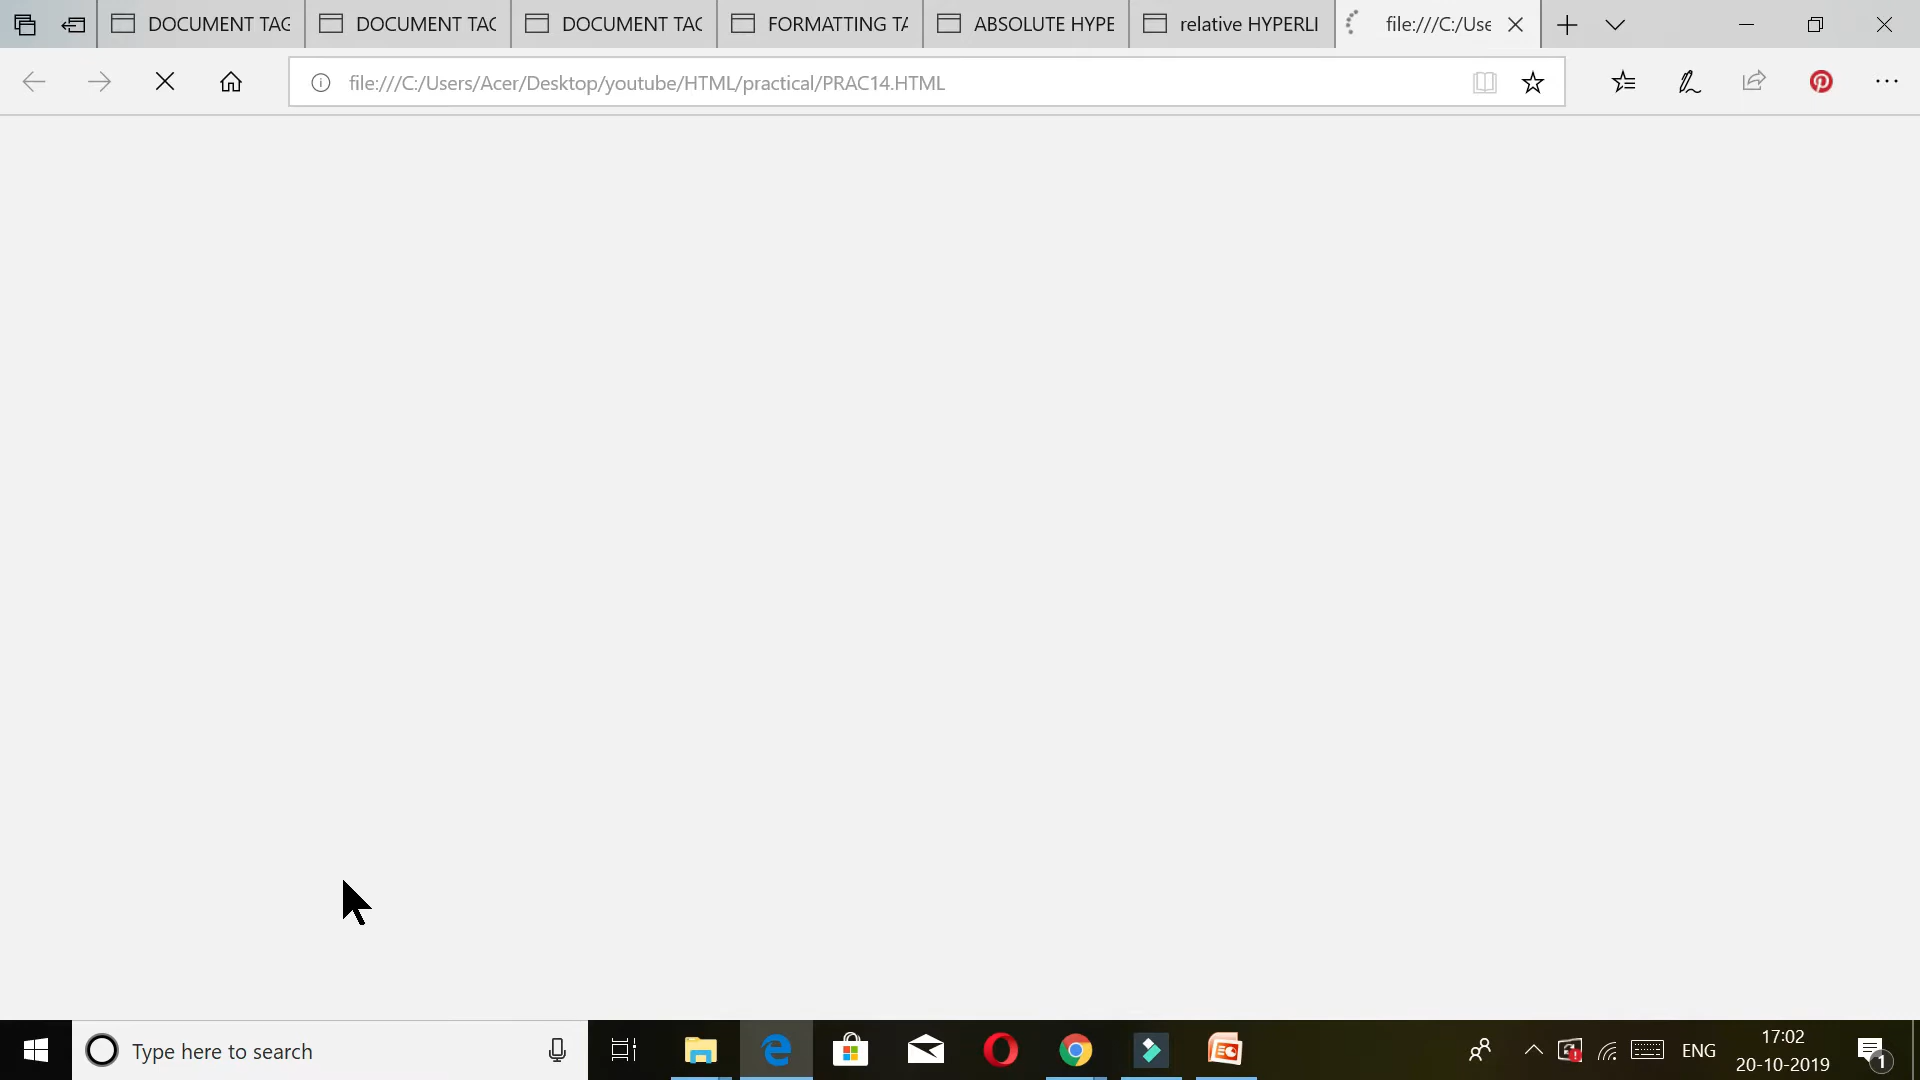 DOCUMENT TAG
DOCUMENT TAC
DOCUMENT TAC
FORMATTING TA
ABSOLUTE HYPE
relative HYPERLI
file:///C:/Use
file:///C:/Users/Acer/Desktop/youtube/HTML/practical/PRAC14.HTML
Type here to search
ENG
17:02
20-10-2019
1